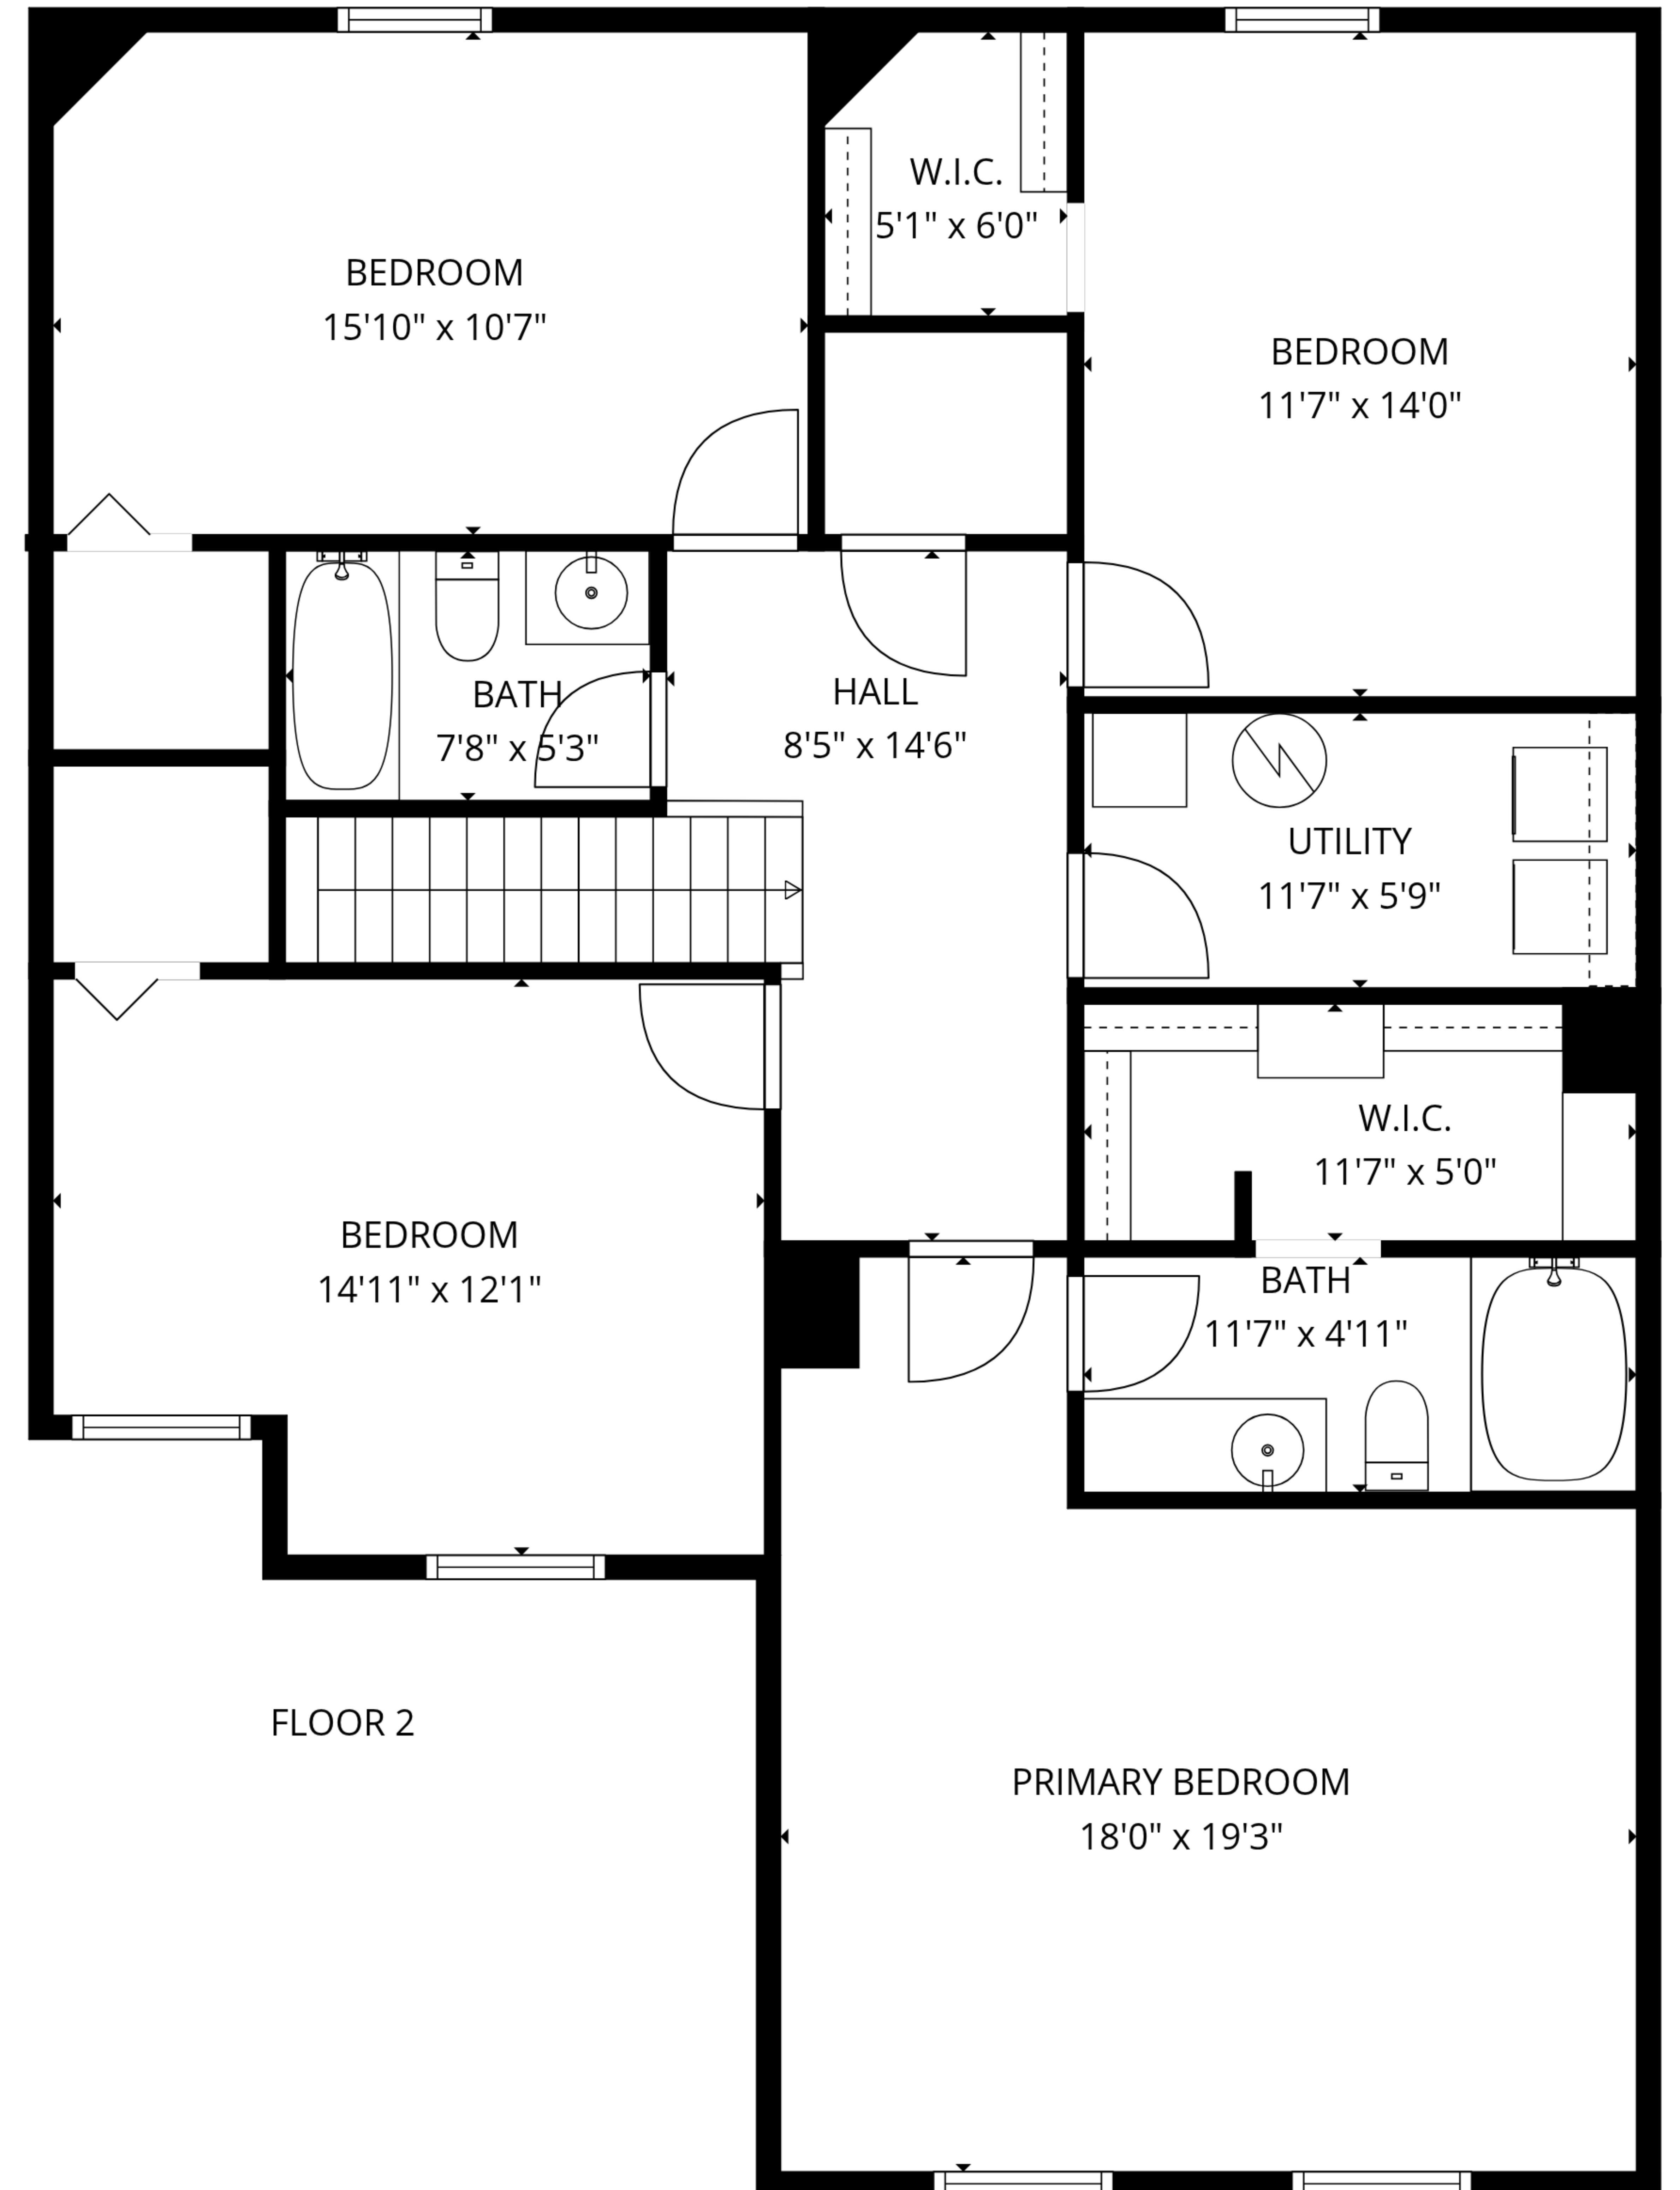 W.I.C.
5'1" x 6'0"
BEDROOM
15'10" x 10'7"
BEDROOM
11'7" x 14'0"
BATH
7'8" x 5'3"
HALL
8'5" x 14'6"
UTILITY
11'7" x 5'9"
W.I.C.
11'7" x 5'0"
BEDROOM
14'11" x 12'1"
BATH
11'7" x 4'11"
FLOOR 2
PRIMARY BEDROOM
18'0" x 19'3"